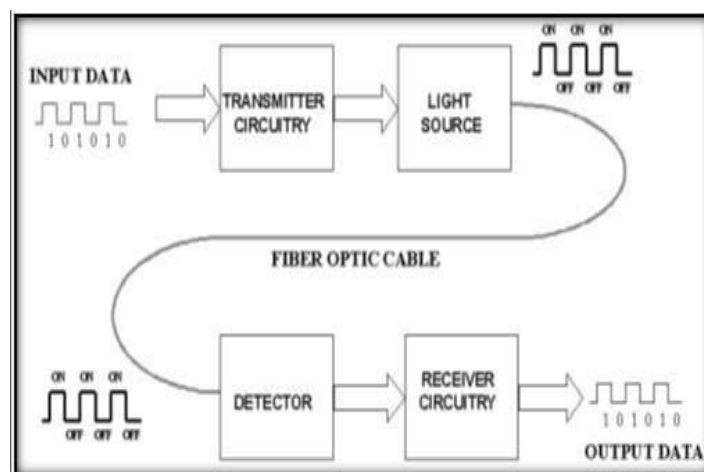 ON ON ON
OFF OFF OFF
INPUT DATA
1 0 1 0 1 0
TRANSMITTER
CIRCUITRY
LIGHT
SOURCE
FIBER OPTIC CABLE
ON ON ON
OFF OFF OFF
DETECTOR
RECEIVER
CIRCUITRY
1 0 1 0 1 0
OUTPUT DATA